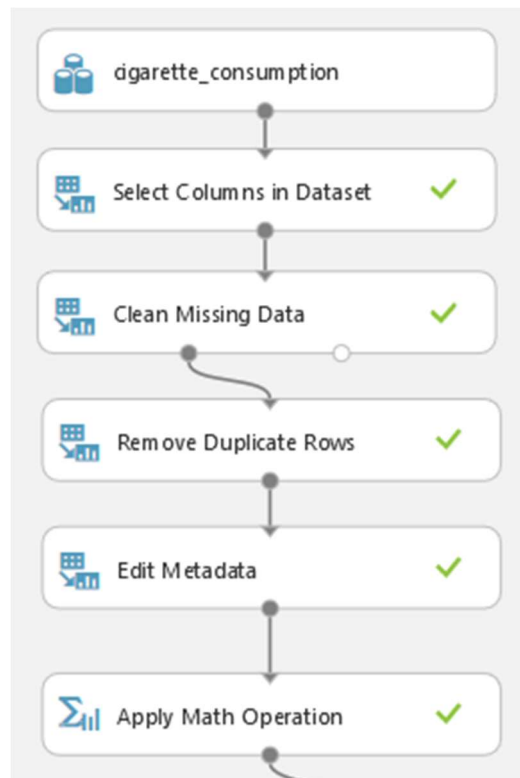 cigarette_consumption
Select Columns in Dataset
Clean Missing Data
Remove Duplicate Rows
Edit Metadata
Apply Math Operation